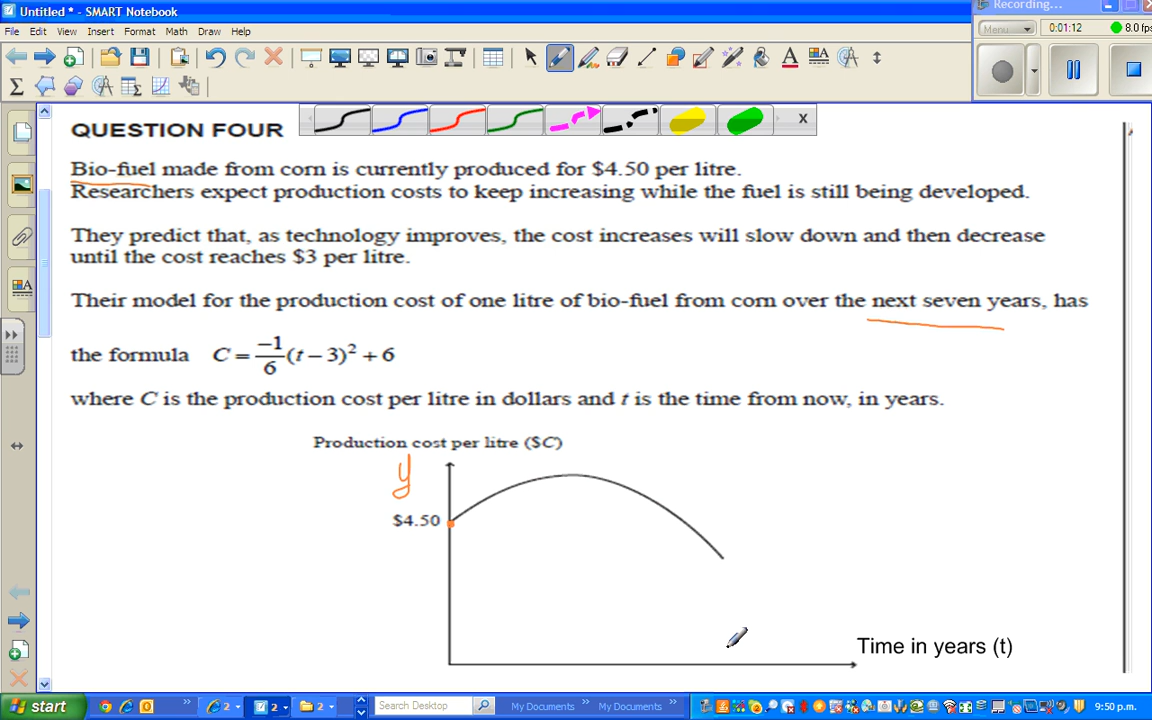 Untitled * - SMART Notebook
Recording...
File Edit View Insert Format Math Draw Help
Menu 0:01:12 8.0 fp
QUESTION FOUR
X
Bio-fuel made from corn is currently produced for $4.50 per litre.
Researchers expect production costs to keep increasing while the fuel is still being developed.
They predict that, as technology improves, the cost increases will slow down and then decrease
until the cost reaches $3 per litre.
Their model for the production cost of one litre of bio-fuel from corn over the next seven years, has
the formula C = −1/6 (t − 3)² + 6
where C is the production cost per litre in dollars and t is the time from now, in years.
Production cost per litre ($C)
y
$4.50
Time in years (t)
start
2
2
2
Search Desktop
My Documents
My Documents
9:50 p.m.